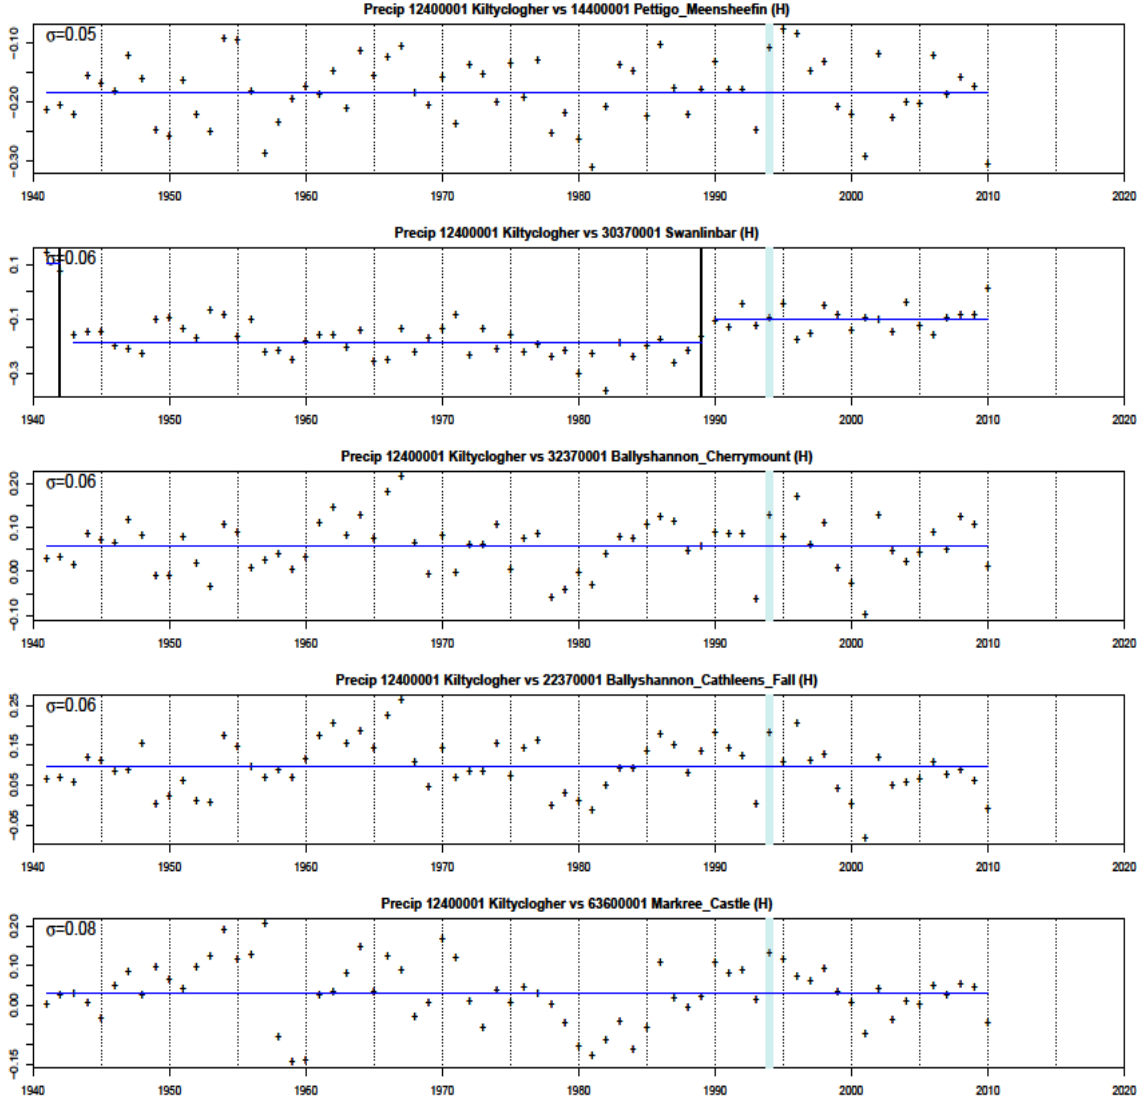 Precip 12400001 Kiltyclogher vs 14400001 Pettigo_Meensheefin (H)
σ=0.05
-0.10
-0.20
-0.30
1940 1950 1960 1970 1980 1990 2000 2010 2020
Precip 12400001 Kiltyclogher vs 30370001 Swanlinbar (H)
σ=0.06
0.1
-0.1
-0.3
1940 1950 1960 1970 1980 1990 2000 2010 2020
Precip 12400001 Kiltyclogher vs 32370001 Ballyshannon_Cherrymount (H)
σ=0.06
0.20
0.10
0.00
-0.10
1940 1950 1960 1970 1980 1990 2000 2010 2020
Precip 12400001 Kiltyclogher vs 22370001 Ballyshannon_Cathleens_Fall (H)
σ=0.06
0.25
0.15
0.05
-0.05
1940 1950 1960 1970 1980 1990 2000 2010 2020
Precip 12400001 Kiltyclogher vs 63600001 Markree_Castle (H)
σ=0.08
0.20
0.10
0.00
-0.15
1940 1950 1960 1970 1980 1990 2000 2010 2020